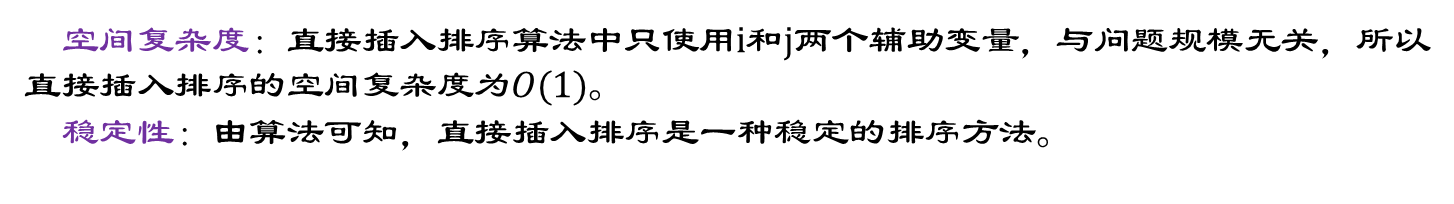 空间复杂度：直接插入排序算法中只使用i和j两个辅助变量，与问题规模无关，所以
直接插入排序的空间复杂度为O(1)。
稳定性：由算法可知，直接插入排序是一种稳定的排序方法。